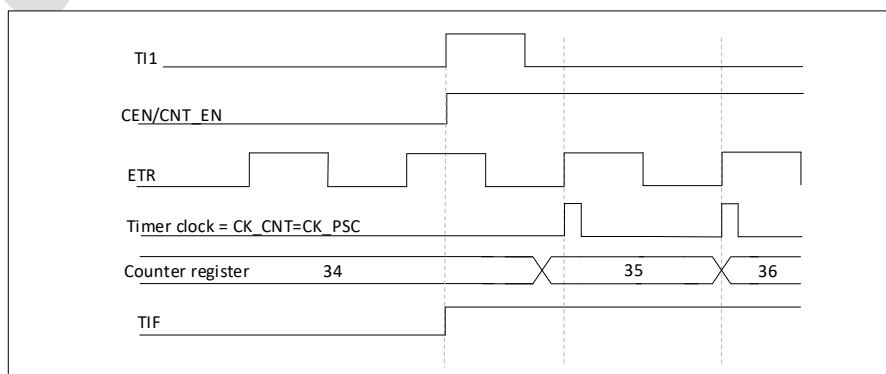 TI1
CEN/CNT_EN
ETR
Timer clock = CK_CNT=CK_PSC
Counter register 34 35 36
TIF